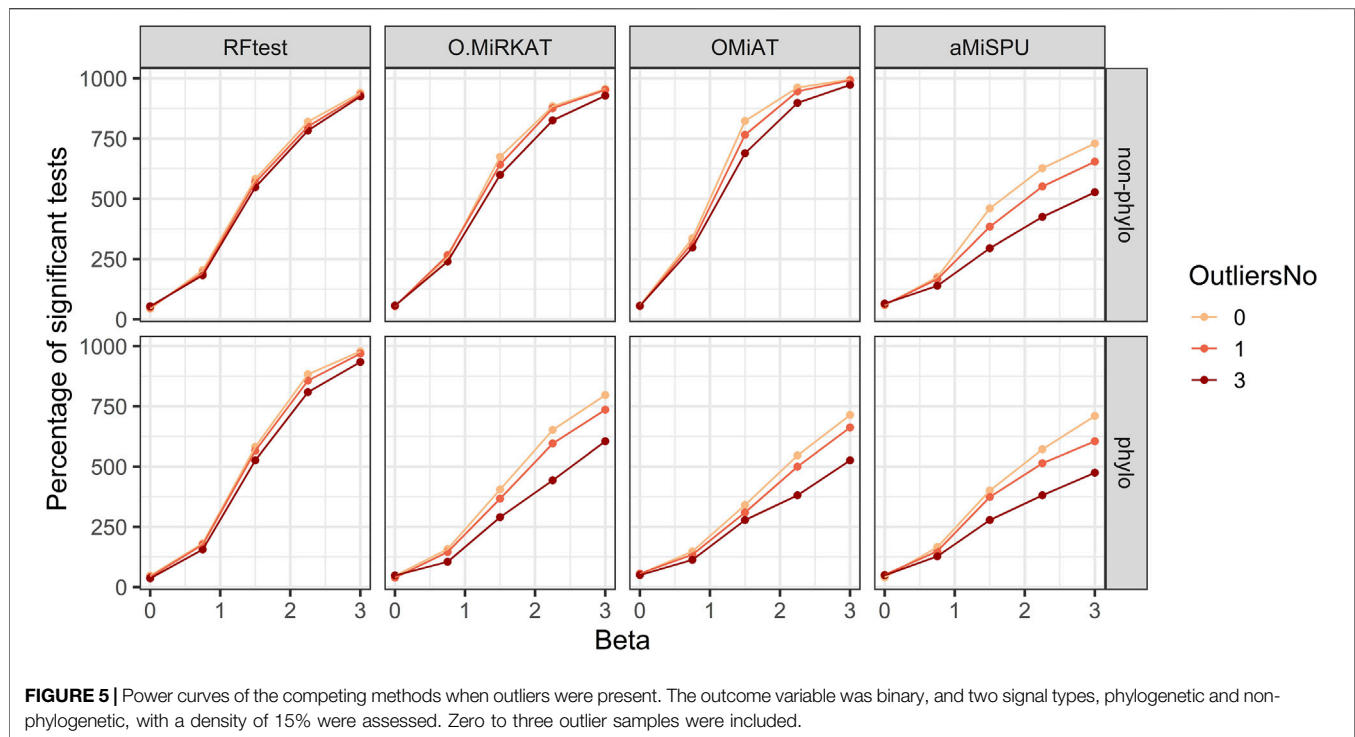 RFtest
O.MiRKAT
OMiAT
aMiSPU
Percentage of significant tests
1000
750
500
250
0
non-phylo
1000
750
500
250
0
phylo
0 1 2 3
0 1 2 3
0 1 2 3
0 1 2 3
Beta
OutliersNo
0
1
3
FIGURE 5 | Power curves of the competing methods when outliers were present. The outcome variable was binary, and two signal types, phylogenetic and non-
phylogenetic, with a density of 15% were assessed. Zero to three outlier samples were included.